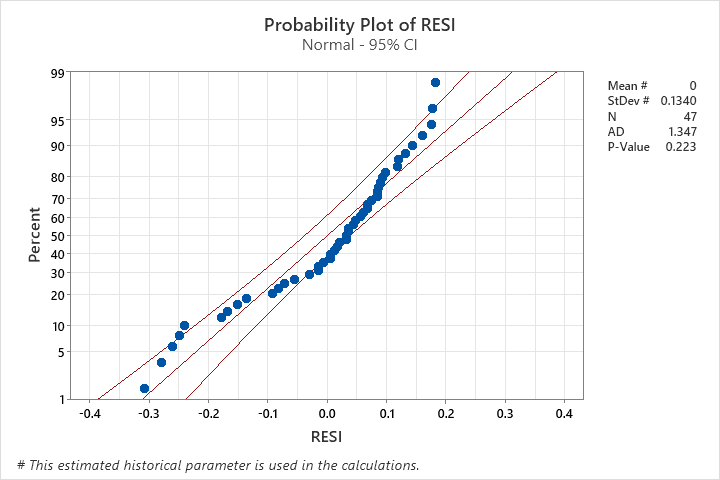 Probability Plot of RESI
Normal - 95% CI
Mean # 0
StDev # 0.1340
N 47
AD 1.347
P-Value 0.223
99
95
90
80
70
60
50
40
30
20
10
5
1
Percent
-0.4 -0.3 -0.2 -0.1 0.0 0.1 0.2 0.3 0.4
RESI
# This estimated historical parameter is used in the calculations.